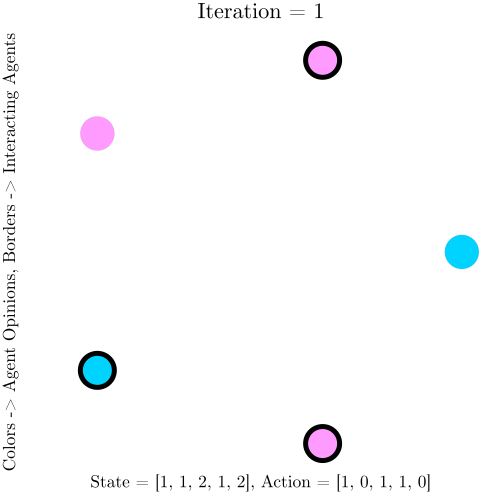 Iteration = 1
Colors -> Agent Opinions, Borders -> Interacting Agents
State = [1, 1, 2, 1, 2], Action = [1, 0, 1, 1, 0]